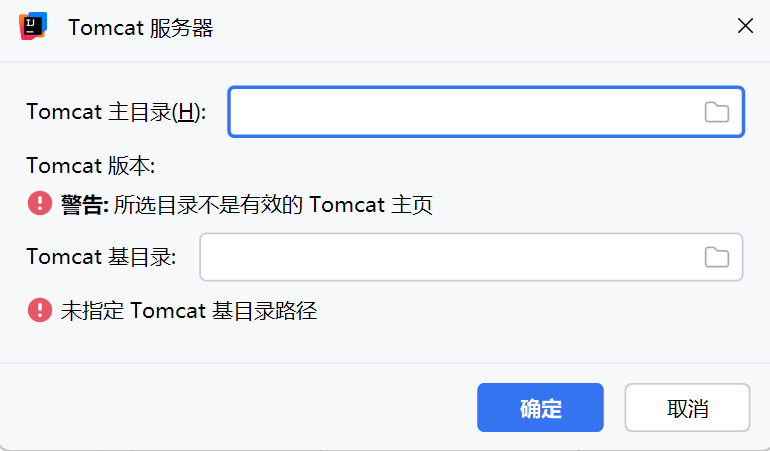 Tomcat 服务器
Tomcat 主目录(H):
Tomcat 版本:
警告: 所选目录不是有效的 Tomcat 主页
Tomcat 基目录:
未指定 Tomcat 基目录路径
确定 取消